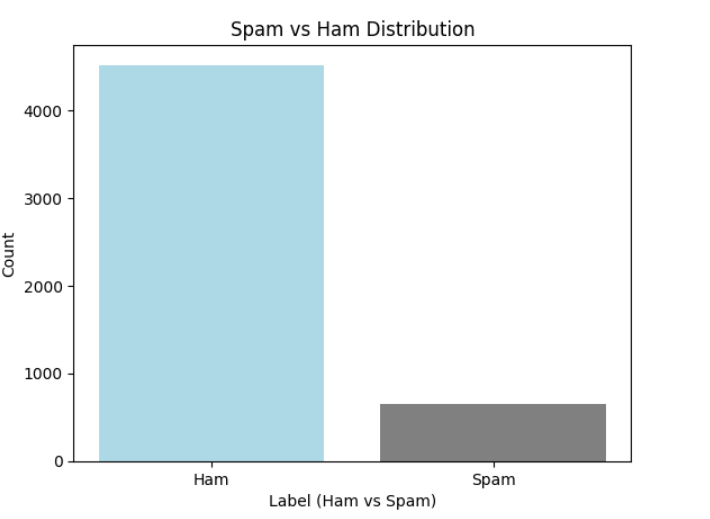 Spam vs Ham Distribution
4000
3000
2000
1000
0
Count
Ham Spam
Label (Ham vs Spam)